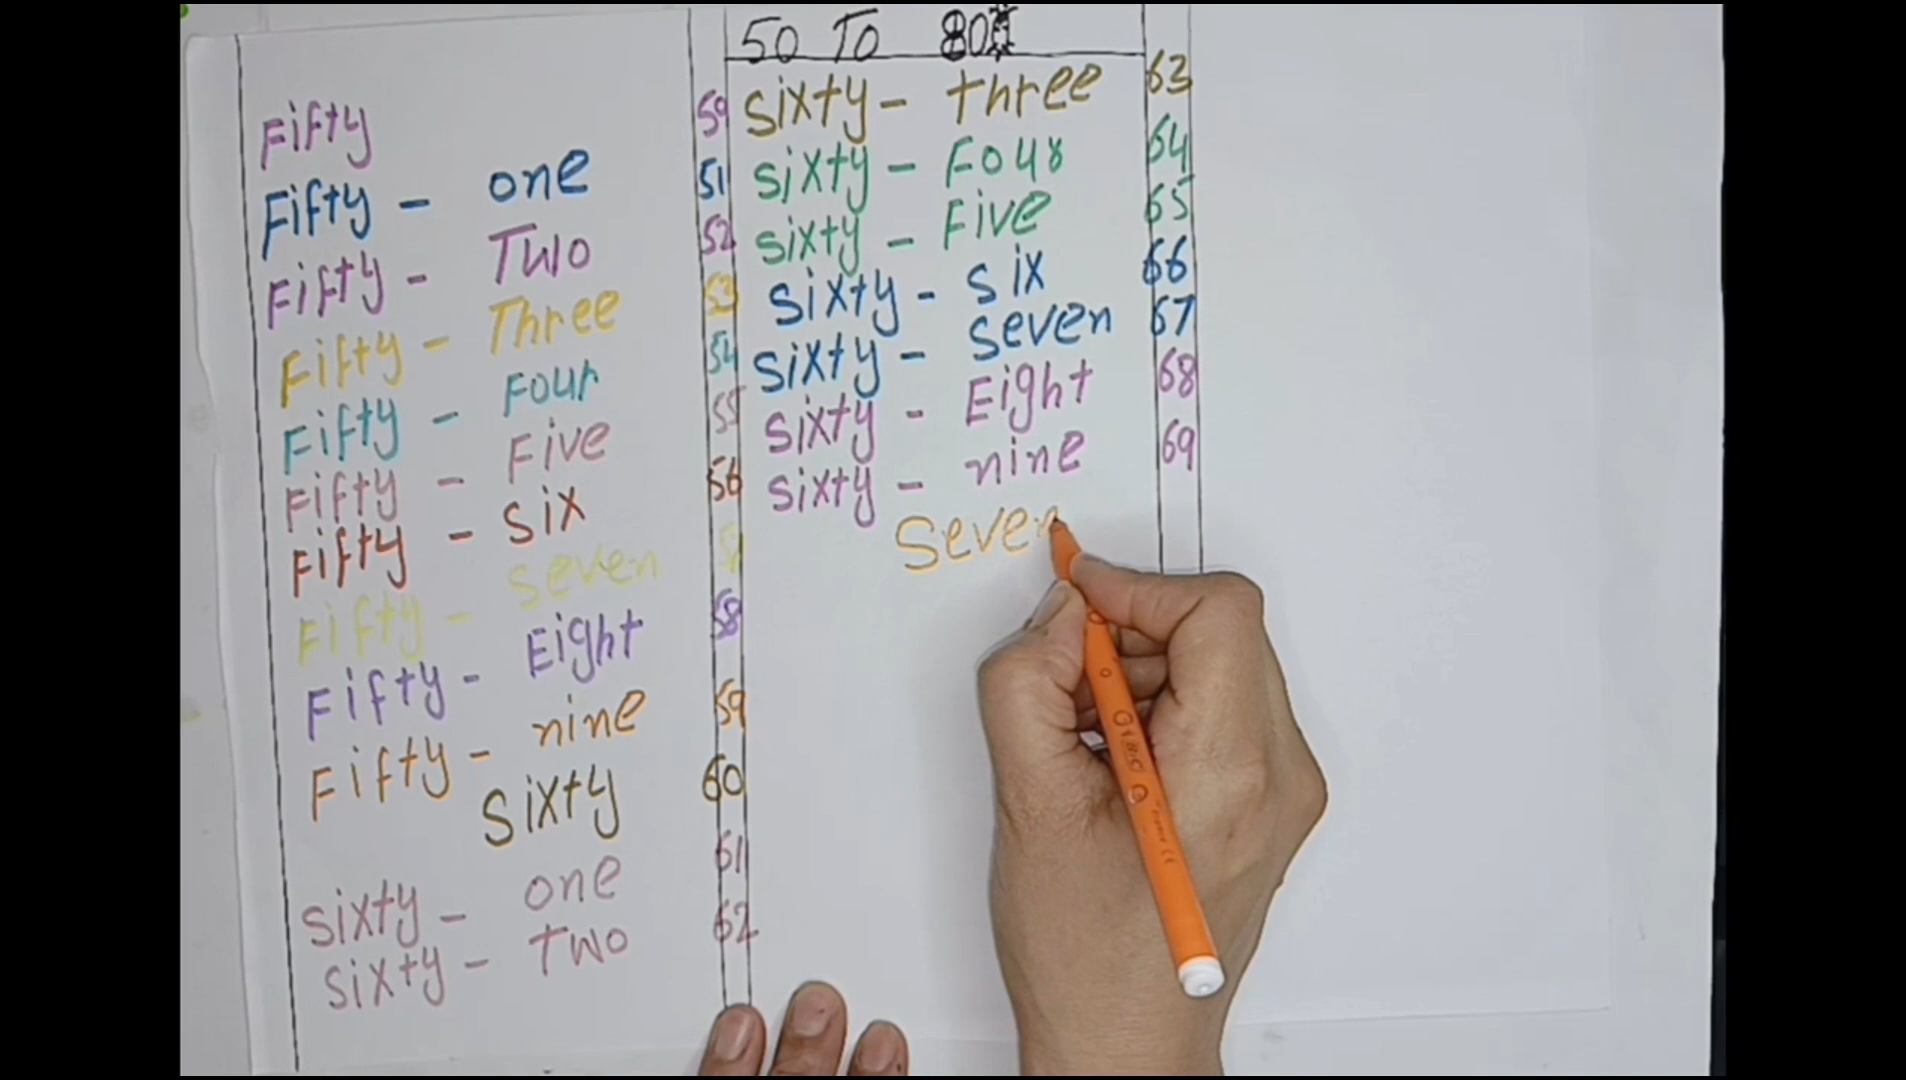 50 TO 80
Fifty 50
Fifty - one 51
Fifty - Two 52
Fifty - Three 53
Fifty - Four 54
Fifty - Five 55
Fifty - six 56
Fifty - seven
Fifty - Eight 58
Fifty - nine 59
Sixty 60
sixty - one 61
sixty - Two 62
sixty - three 63
sixty - Four 64
sixty - Five 65
sixty - six 66
sixty - seven 67
sixty - Eight 68
sixty - nine 69
Seven